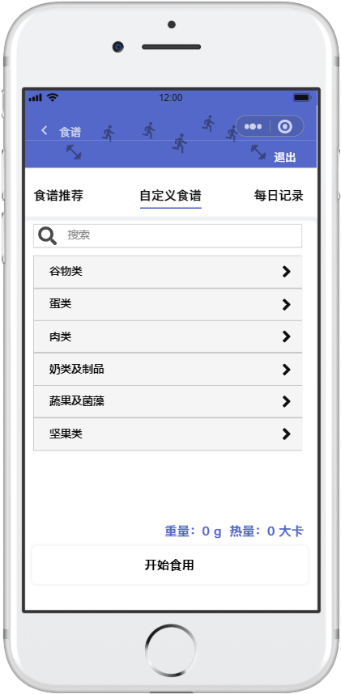 12:00
食谱
退出
食谱推荐 自定义食谱 每日记录
搜索
谷物类
蛋类
肉类
奶类及制品
蔬果及菌藻
坚果类
重量：0 g 热量：0 大卡
开始食用